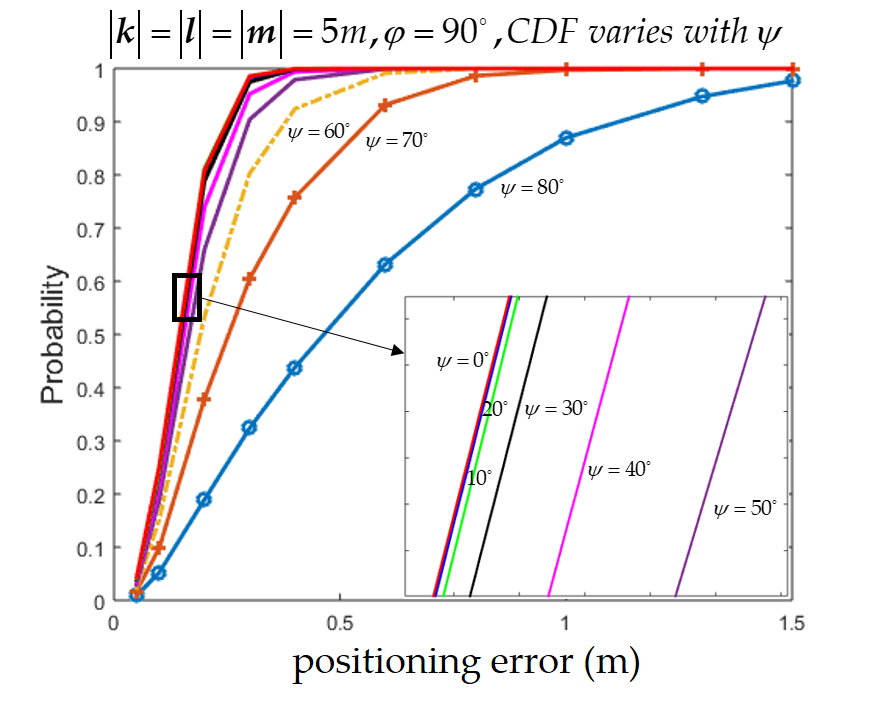 |k| = |l| = |m| = 5m, φ = 90°, CDF varies with ψ
1
0.9
ψ = 60°
ψ = 70°
0.8
ψ = 80°
0.7
0.6
Probability
0.5
ψ = 0°
0.4
20°
ψ = 30°
0.3
ψ = 40°
10°
0.2
ψ = 50°
0.1
0
0 0.5 1 1.5
positioning error (m)